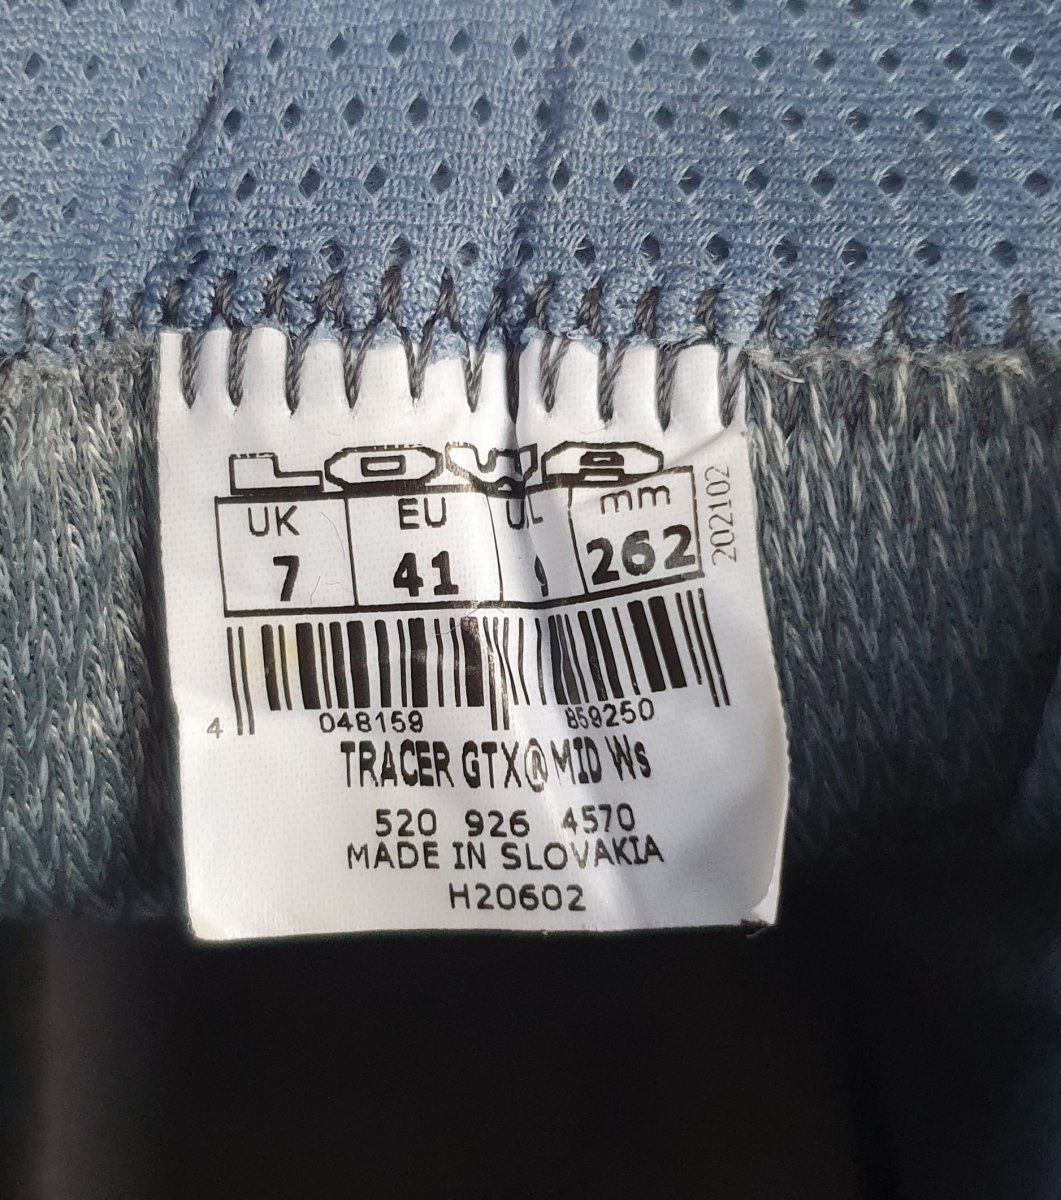 LOWA
UK EU mm
7 41 9 262
202102
4 048159 859250
TRACER GTX® MID Ws
520 926 4570
MADE IN SLOVAKIA
H20602